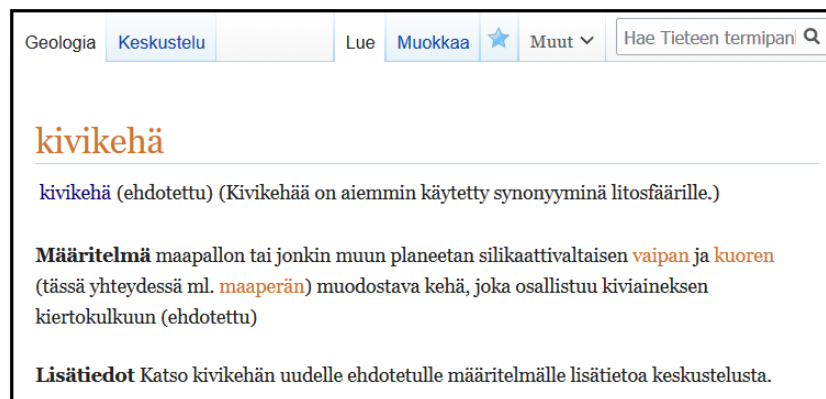 Geologia Keskustelu Lue Muokkaa Muut Hae Tieteen termipan
kivikehä
kivikehä (ehdotettu) (Kivikehää on aiemmin käytetty synonyyminä litosfäärille.)
Määritelmä maapallon tai jonkin muun planeetan silikaattivaltaisen vaipan ja kuoren
(tässä yhteydessä ml. maaperän) muodostava kehä, joka osallistuu kiviaineksen
kiertokulkuun (ehdotettu)
Lisätiedot Katso kivikehän uudelle ehdotetulle määritelmälle lisätietoa keskustelusta.